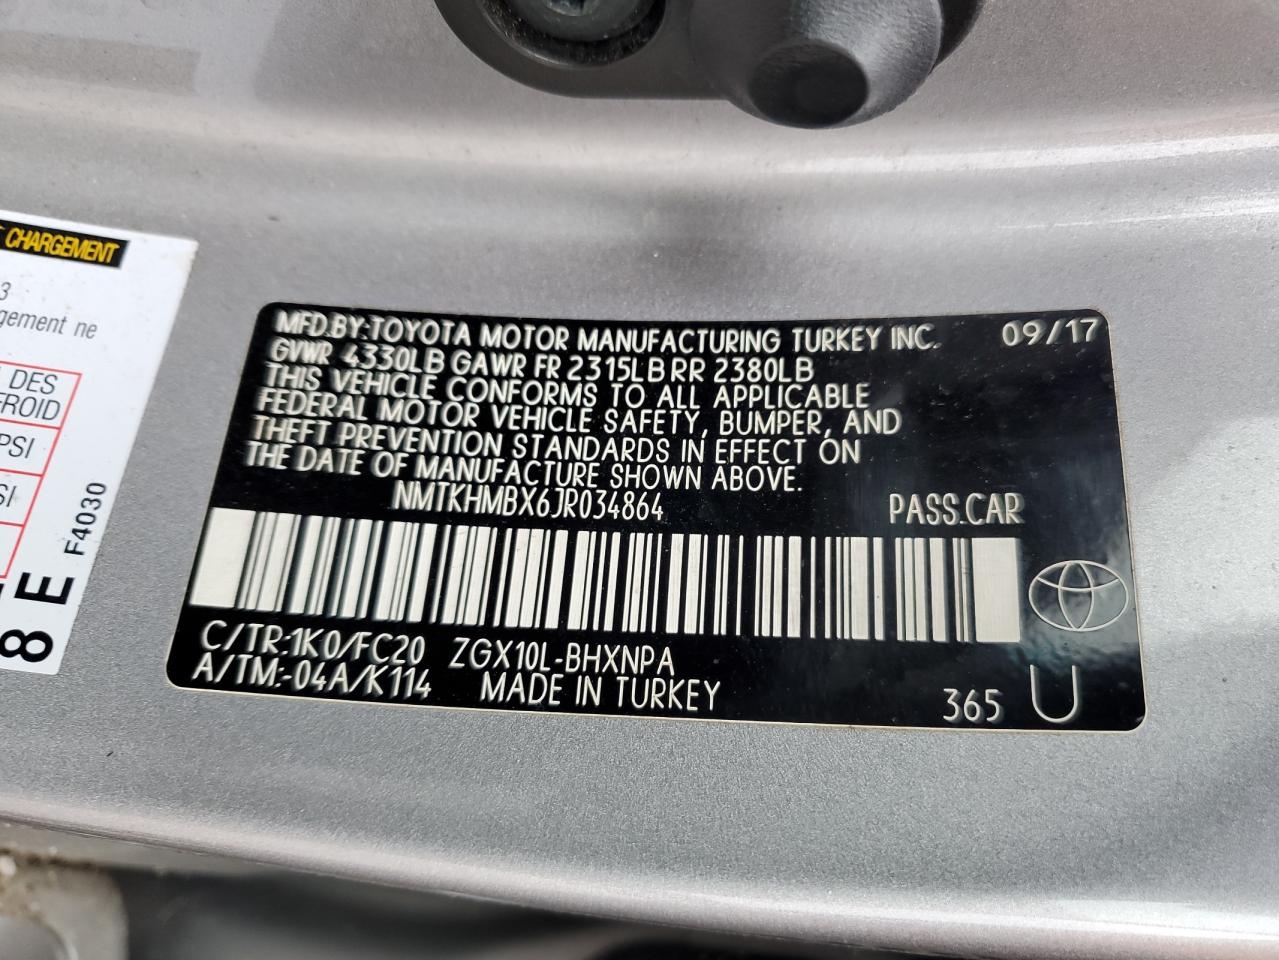 T CHARGEMENT
3
gement ne
DES
FROID
PSI
SI
8 E F4030
MFD.BY:TOYOTA MOTOR MANUFACTURING TURKEY INC. 09/17
GVWR 4330LB GAWR FR 2315LB RR 2380LB
THIS VEHICLE CONFORMS TO ALL APPLICABLE
FEDERAL MOTOR VEHICLE SAFETY, BUMPER, AND
THEFT PREVENTION STANDARDS IN EFFECT ON
THE DATE OF MANUFACTURE SHOWN ABOVE.
NMTKHMBX6JR034864 PASS.CAR
C/TR:1K0/FC20 ZGX10L-BHXNPA
A/TM:-04A/K114 MADE IN TURKEY
365 U